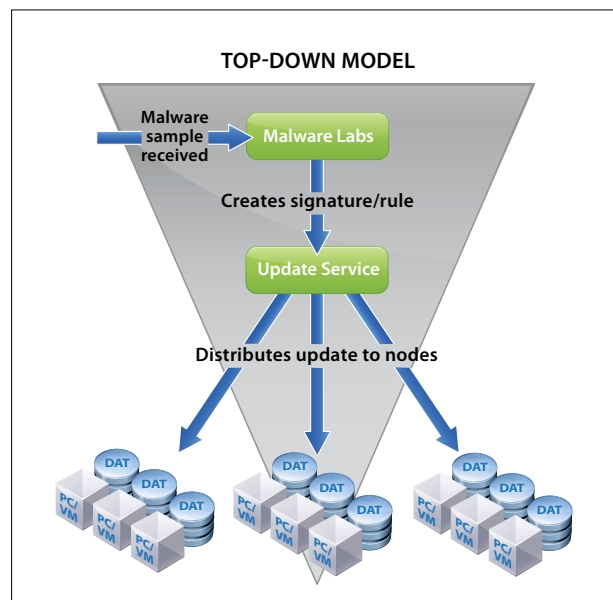 TOP-DOWN MODEL
Malware
sample
received
Malware Labs
Creates signature/rule
Update Service
Distributes update to nodes
DAT
DAT
DAT
PC/
VM
PC/
VM
PC/
VM
DAT
DAT
DAT
PC/
VM
PC/
VM
PC/
VM
DAT
DAT
DAT
PC/
VM
PC/
VM
PC/
VM